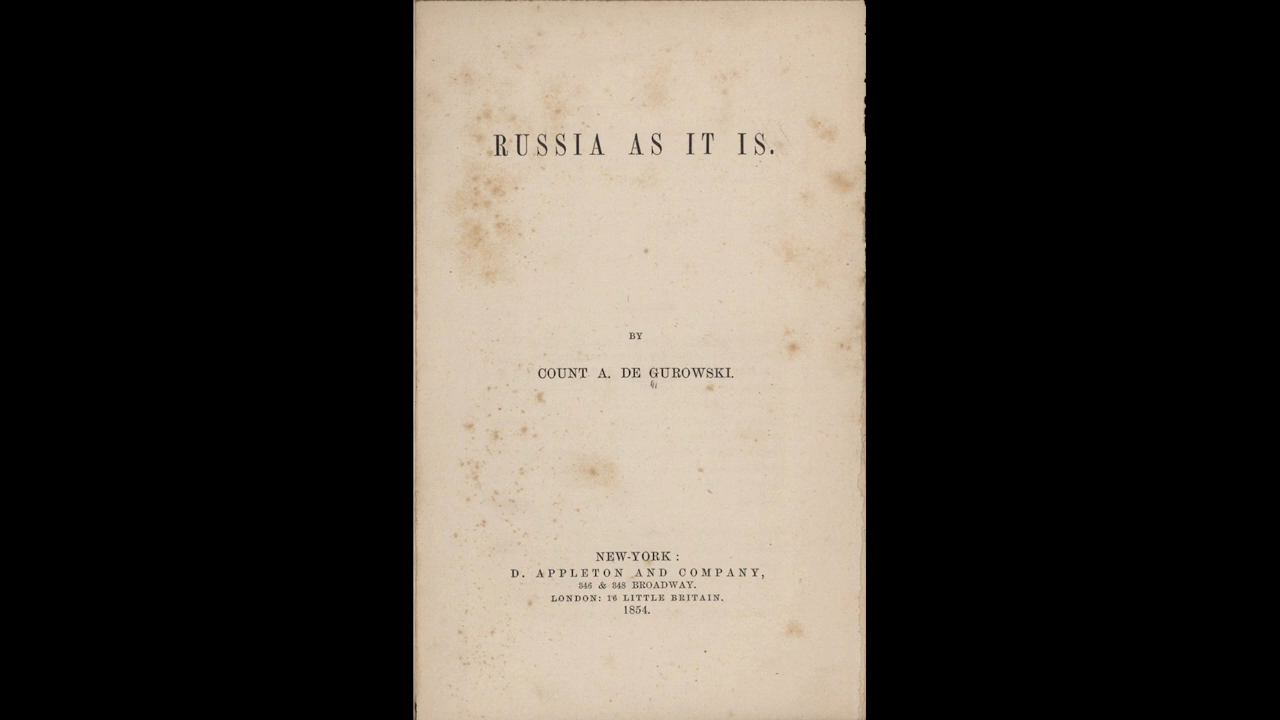 RUSSIA AS IT IS.
BY
COUNT A. DE GUROWSKI.
NEW-YORK :
D. APPLETON AND COMPANY,
346 & 348 BROADWAY.
LONDON: 16 LITTLE BRITAIN.
1854.